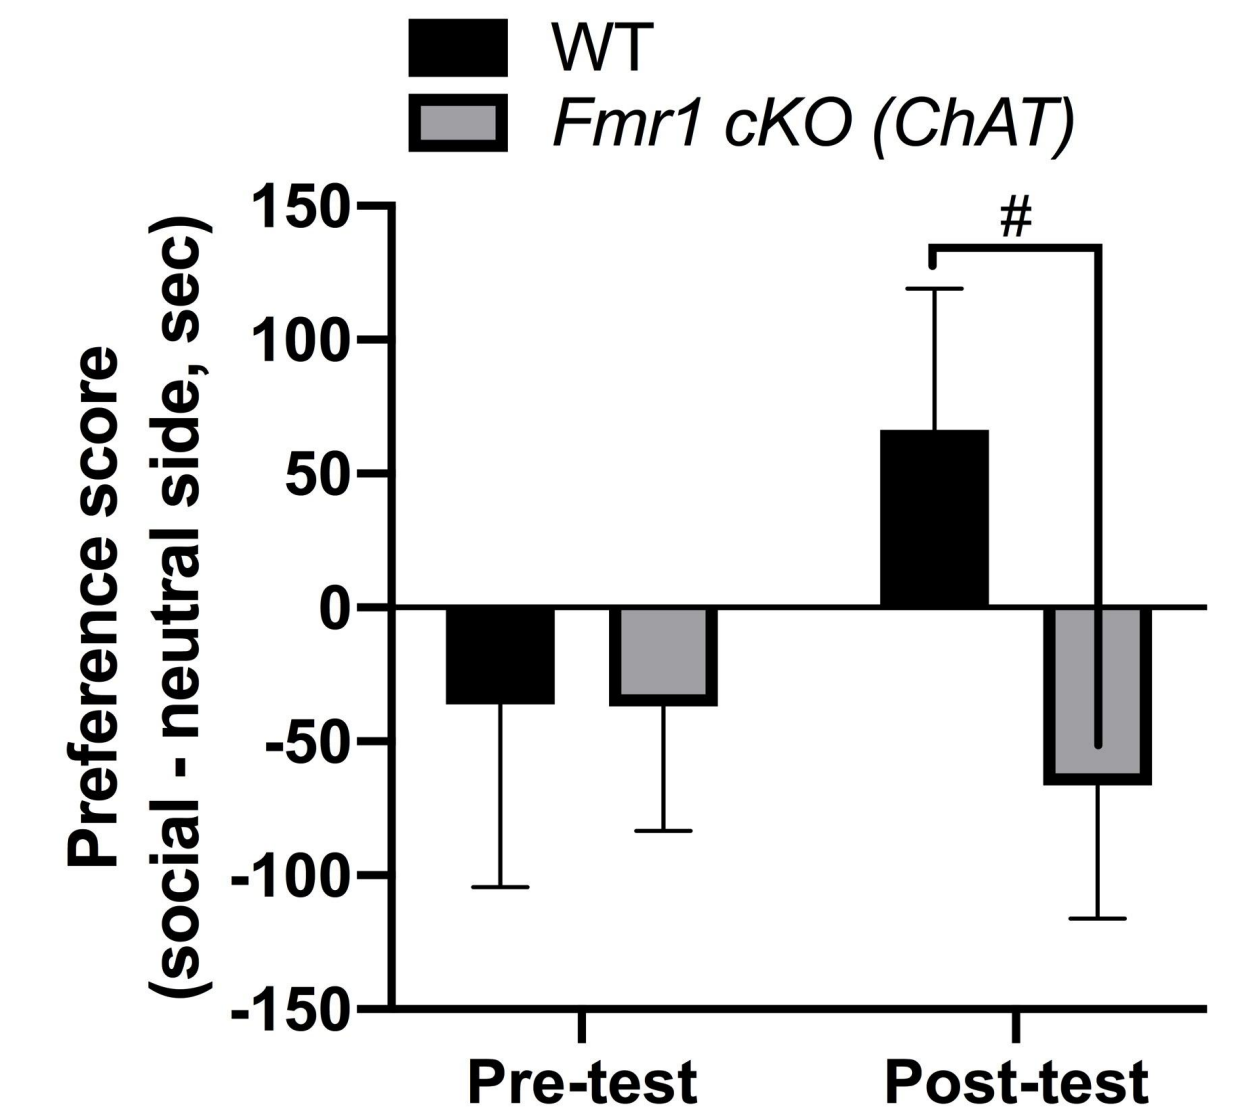 WT
Fmr1 cKO (ChAT)
#
Preference score
(social - neutral side, sec)
150
100
50
0
-50
-100
-150
Pre-test
Post-test